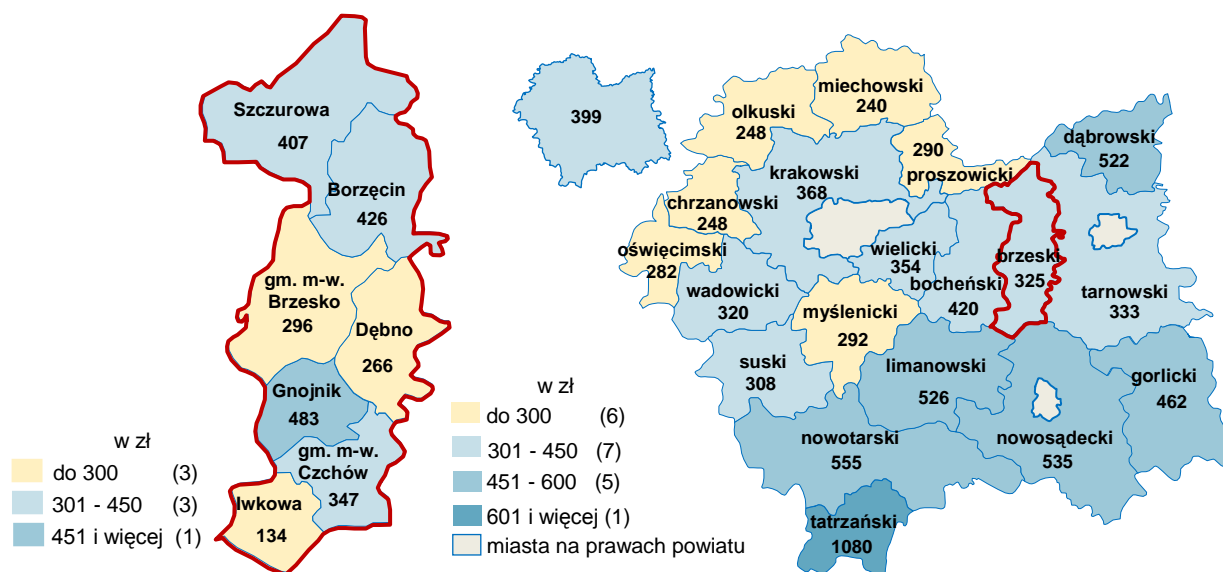 Szczurowa
407
Borzęcin
426
gm. m-w.
Brzesko
296
Dębno
266
Gnojnik
483
gm. m-w.
Czchów
347
Iwkowa
134
w zł
do 300 (3)
301 - 450 (3)
451 i więcej (1)
399
miechowski
240
olkuski
248
dąbrowski
522
290
proszowicki
krakowski
368
chrzanowski
248
oświęcimski
282
wielicki
354
brzeski
325
bocheński
420
wadowicki
320
tarnowski
333
myślenicki
292
suski
308
limanowski
526
gorlicki
462
nowotarski
555
nowosądecki
535
tatrzański
1080
w zł
do 300 (6)
301 - 450 (7)
451 - 600 (5)
601 i więcej (1)
miasta na prawach powiatu